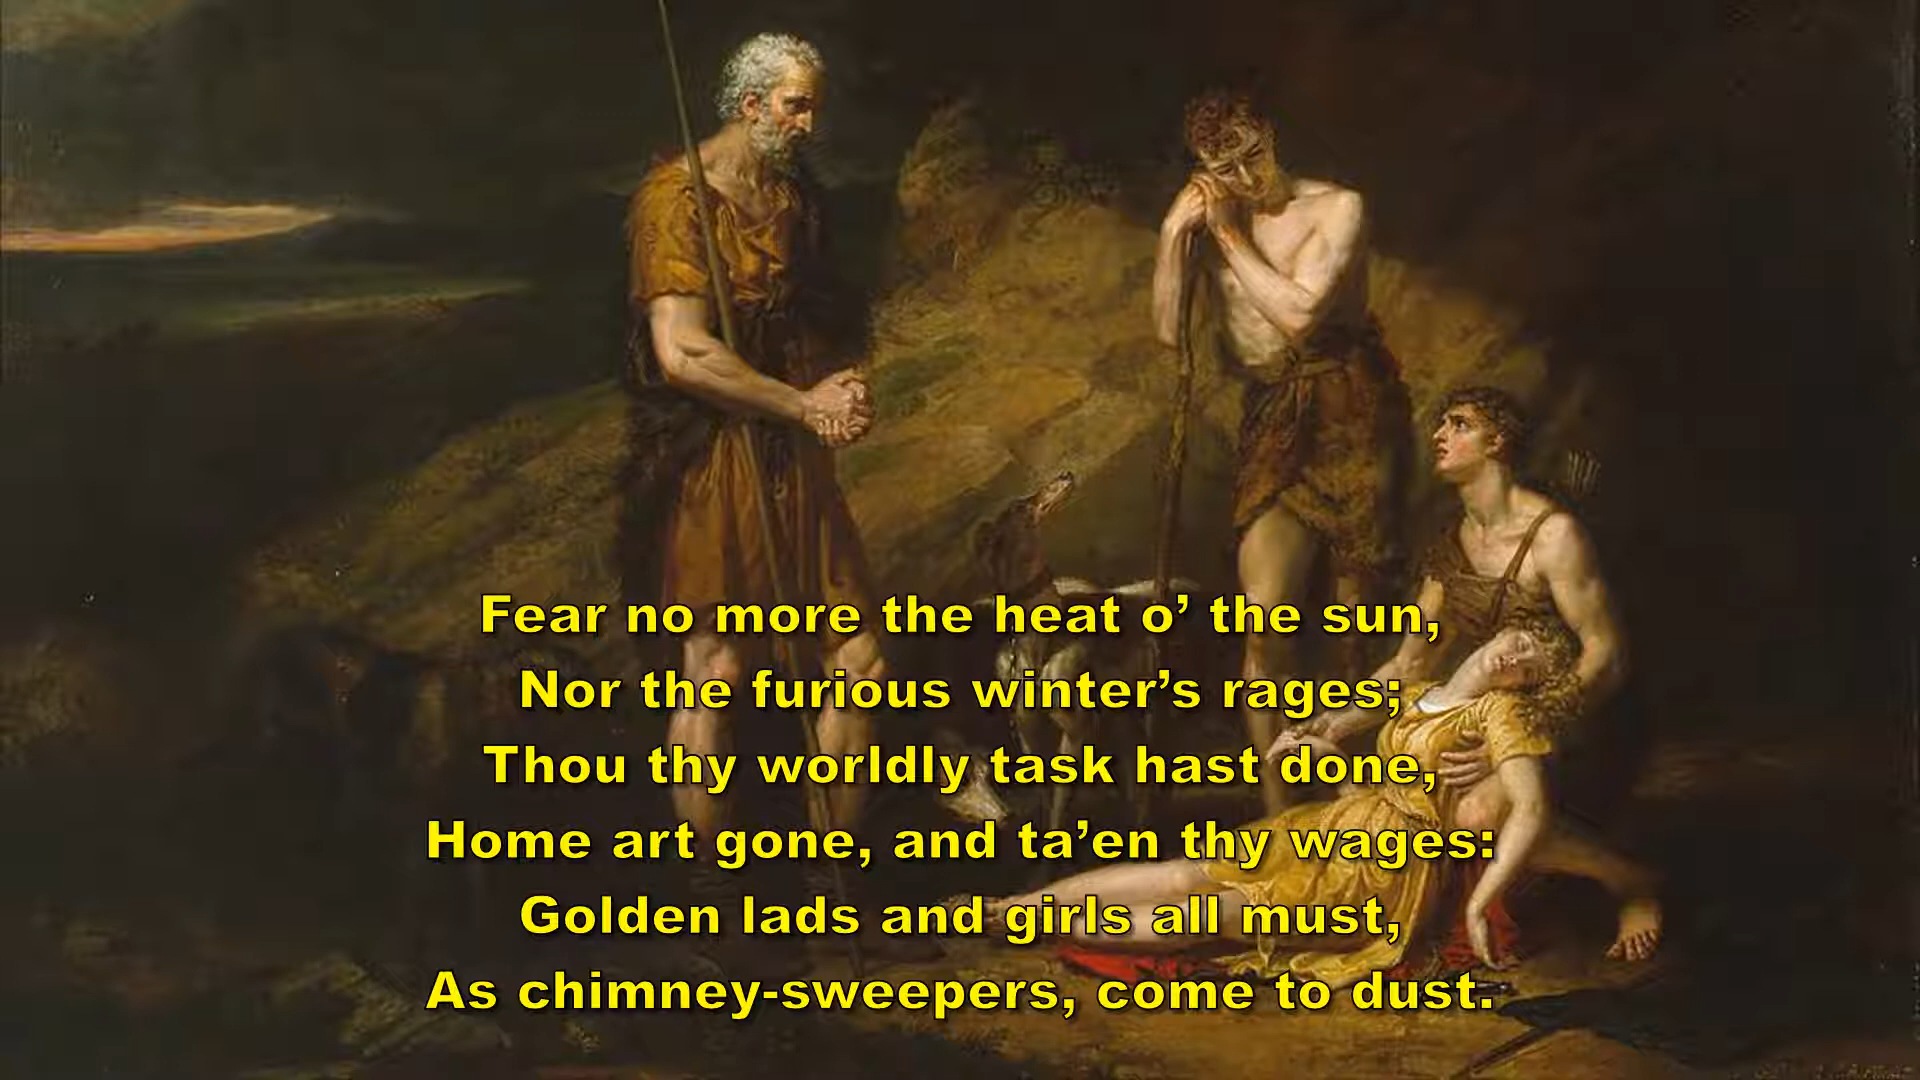 Fear no more the heat o’ the sun,
Nor the furious winter’s rages;
Thou thy worldly task hast done,
Home art gone, and ta’en thy wages:
Golden lads and girls all must,
As chimney-sweepers, come to dust.